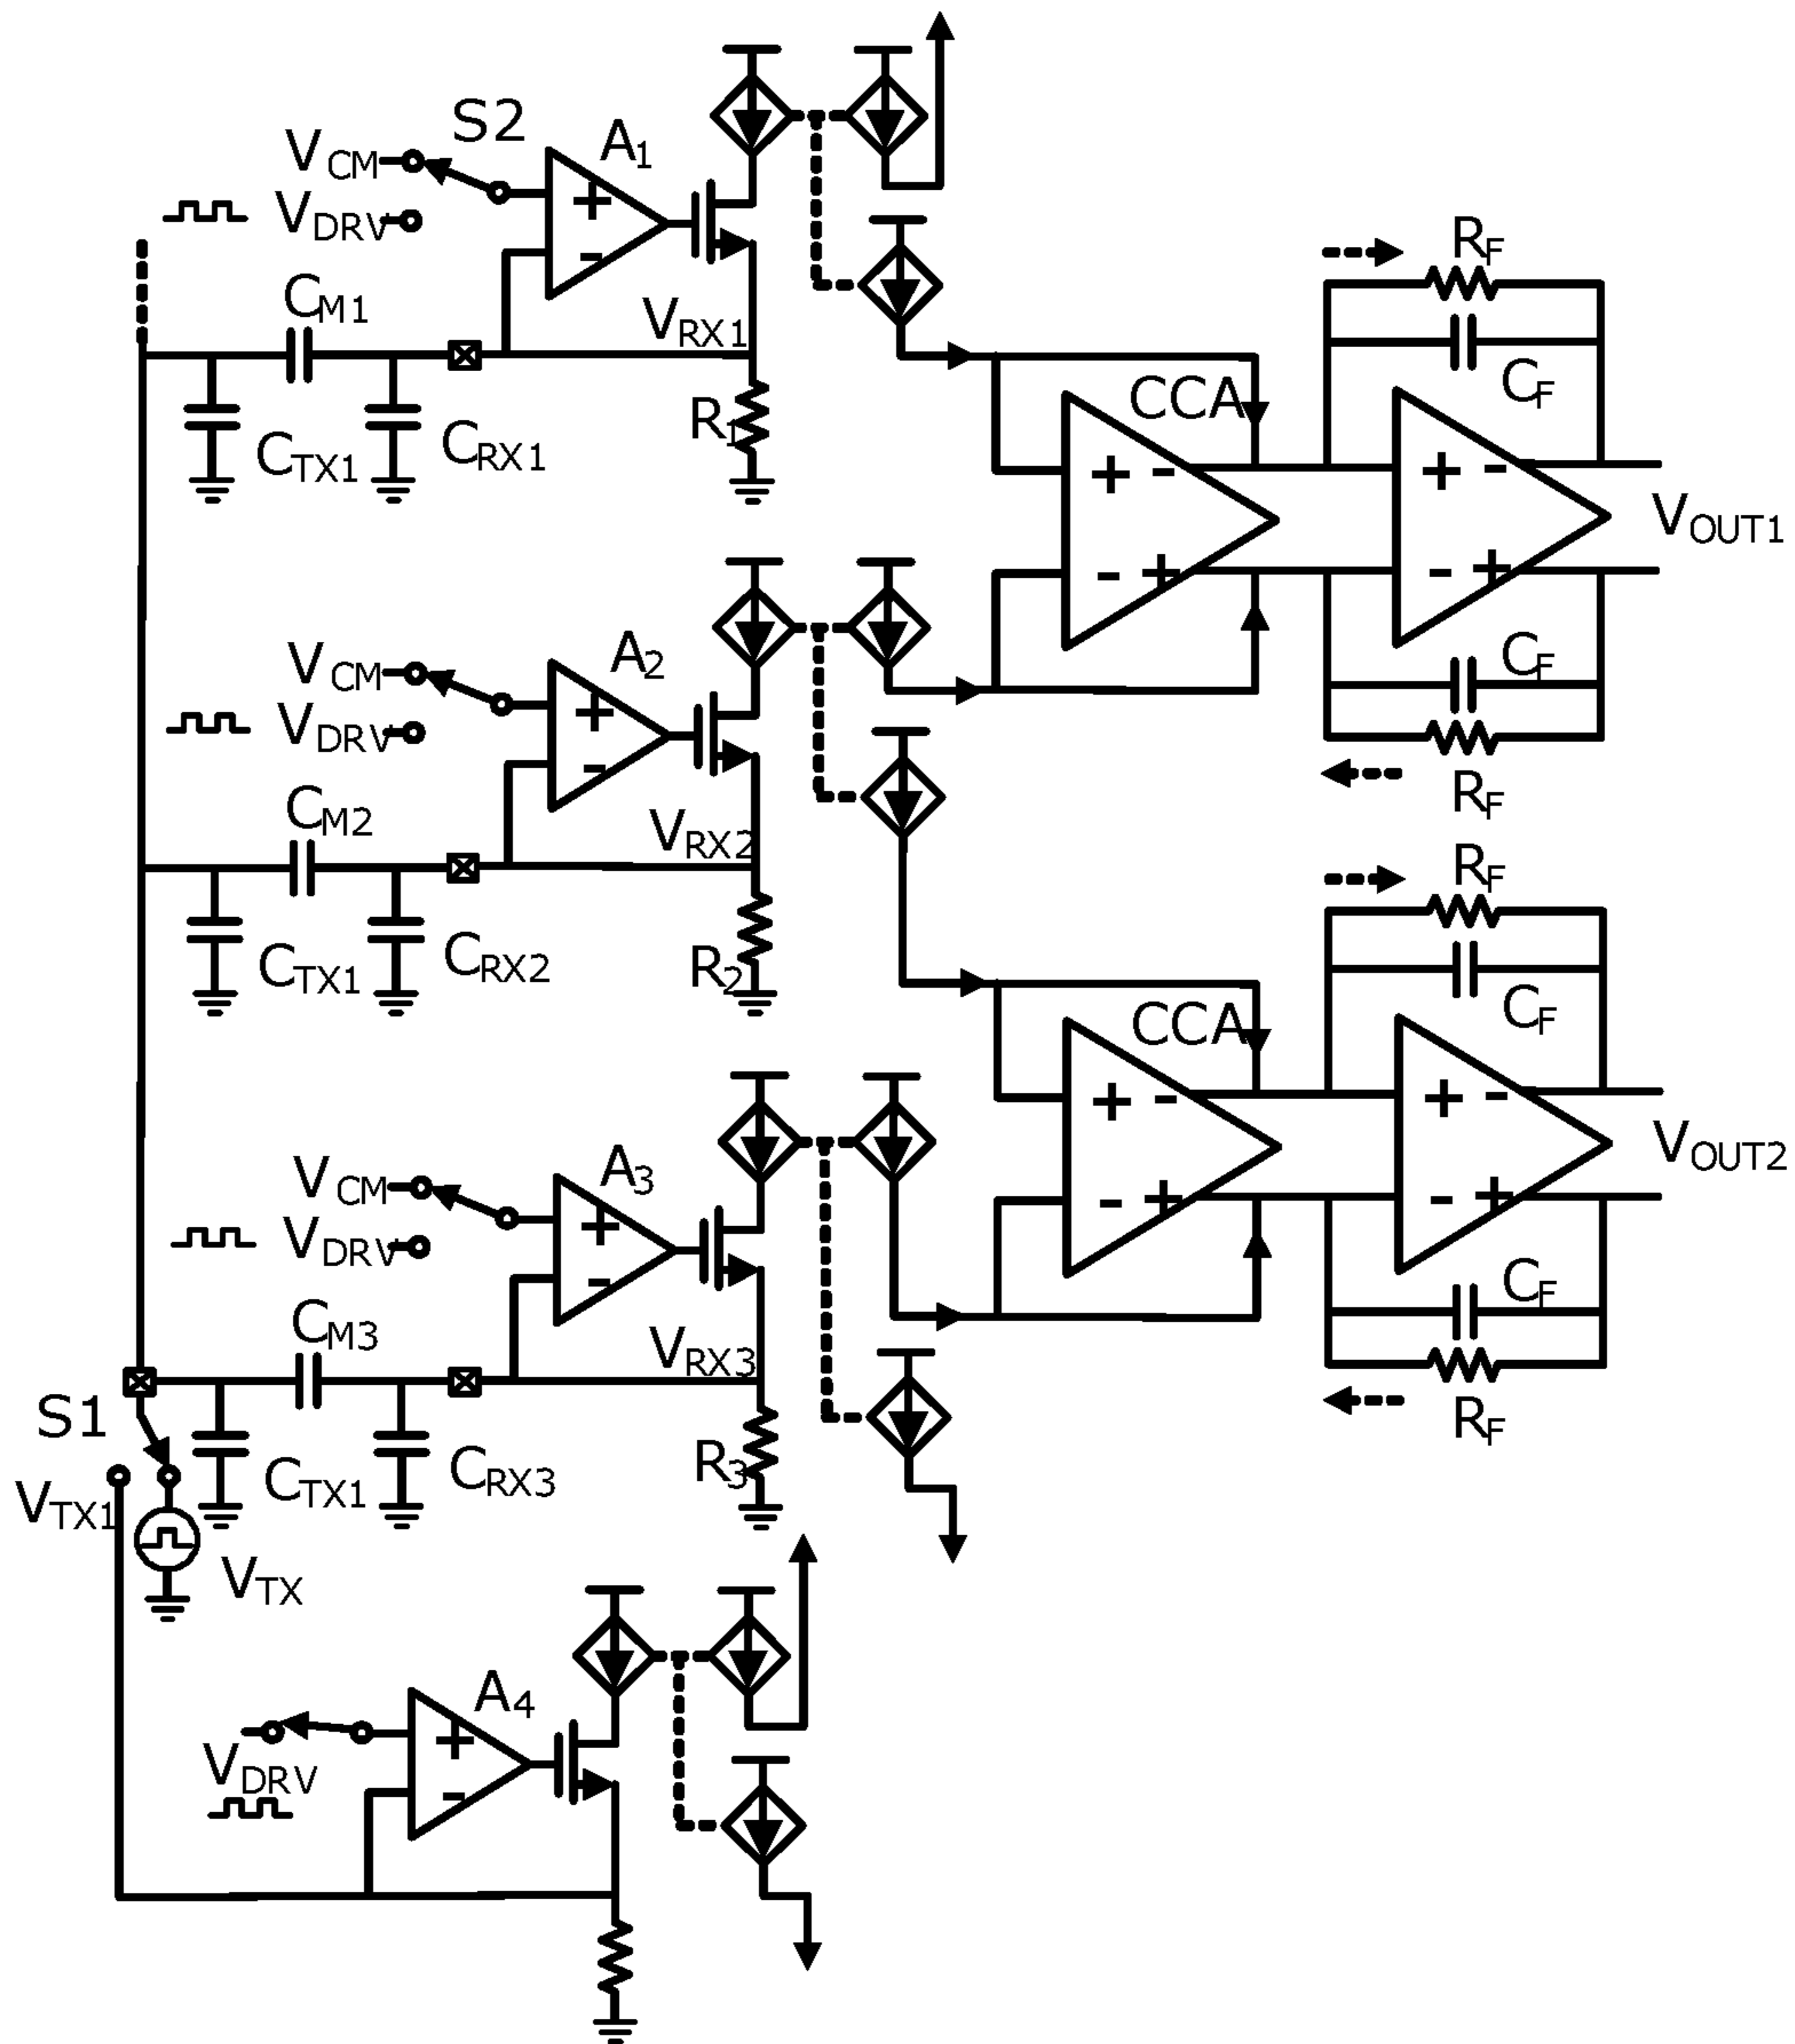 S2
A1
VCM
VDRV
CM1
VRX1
RF
CF
CTX1
CRX1
R1
CCA
+ -
- +
VOUT1
A2
VCM
VDRV
CM2
VRX2
CF
RF
CTX1
CRX2
R2
RF
CF
CCA
+ -
- +
VOUT2
A3
VCM
VDRV
CM3
VRX3
CF
RF
S1
VTX1
CTX1
CRX3
R3
VTX
A4
VDRV